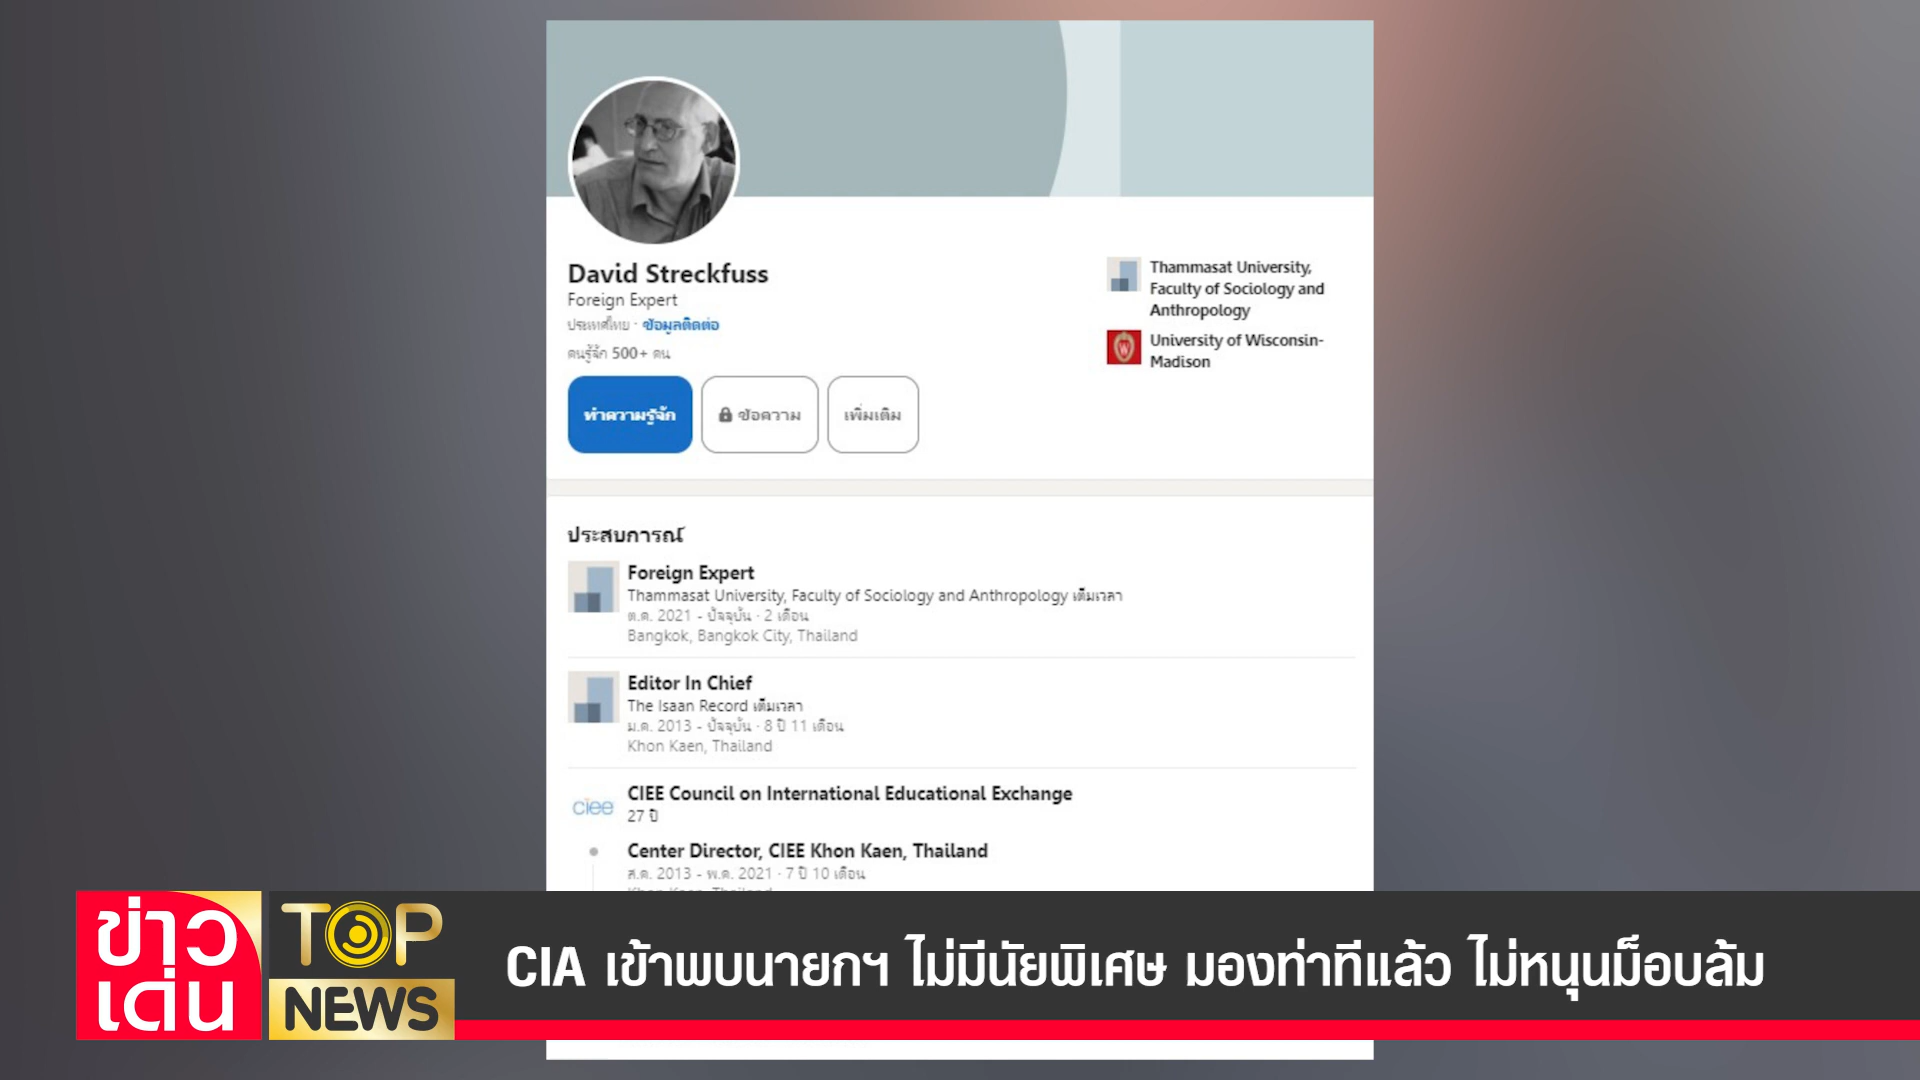 David Streckfuss
Foreign Expert
ประเทศไทย · ข้อมูลติดต่อ
คนรู้จัก 500+ คน
ทำความรู้จัก
ข้อความ
เพิ่มเติม
Thammasat University,
Faculty of Sociology and
Anthropology
W
University of Wisconsin-
Madison
ประสบการณ์
Foreign Expert
Thammasat University, Faculty of Sociology and Anthropology เต็มเวลา
ต.ค. 2021 - ปัจจุบัน · 2 เดือน
Bangkok, Bangkok City, Thailand
Editor In Chief
The Isaan Record เต็มเวลา
ม.ค. 2013 - ปัจจุบัน · 8 ปี 11 เดือน
Khon Kaen, Thailand
ciee
CIEE Council on International Educational Exchange
27 ปี
Center Director, CIEE Khon Kaen, Thailand
ส.ค. 2013 - พ.ค. 2021 · 7 ปี 10 เดือน
ข่าว
เด่น
TOP
NEWS
CIA เข้าพบนายกฯ ไม่มีนัยพิเศษ มองท่าทีแล้ว ไม่หนุนม็อบล้ม